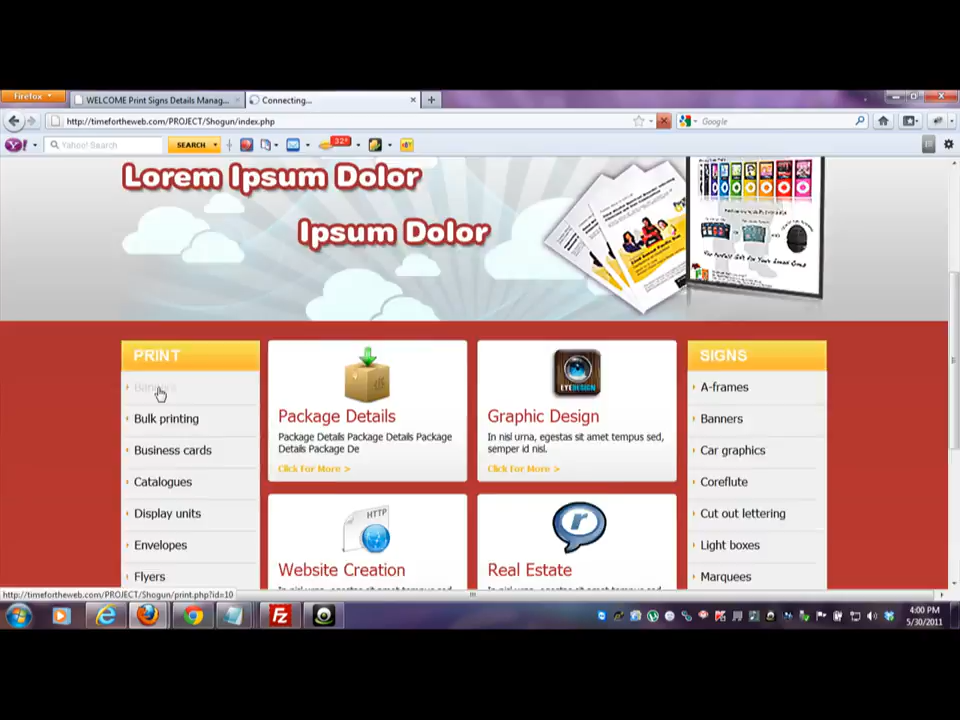 Firefox
WELCOME Print Signs Details Manag...
Connecting...
http://timefortheweb.com/PROJECT/Shogun/index.php
Google
Yahoo! Search
SEARCH
32+
Lorem Ipsum Dolor
Ipsum Dolor
PRINT
Banners
Bulk printing
Business cards
Catalogues
Display units
Envelopes
Flyers
Package Details
Package Details Package Details Package
Details Package De
Click For More >
EYEDESIGN
Graphic Design
In nisl urna, egestas sit amet tempus sed,
semper id nisl.
Click For More >
HTTP
Website Creation
r
Real Estate
SIGNS
A-frames
Banners
Car graphics
Coreflute
Cut out lettering
Light boxes
Marquees
http://timefortheweb.com/PROJECT/Shogun/print.php?id=10
4:00 PM
5/30/2011